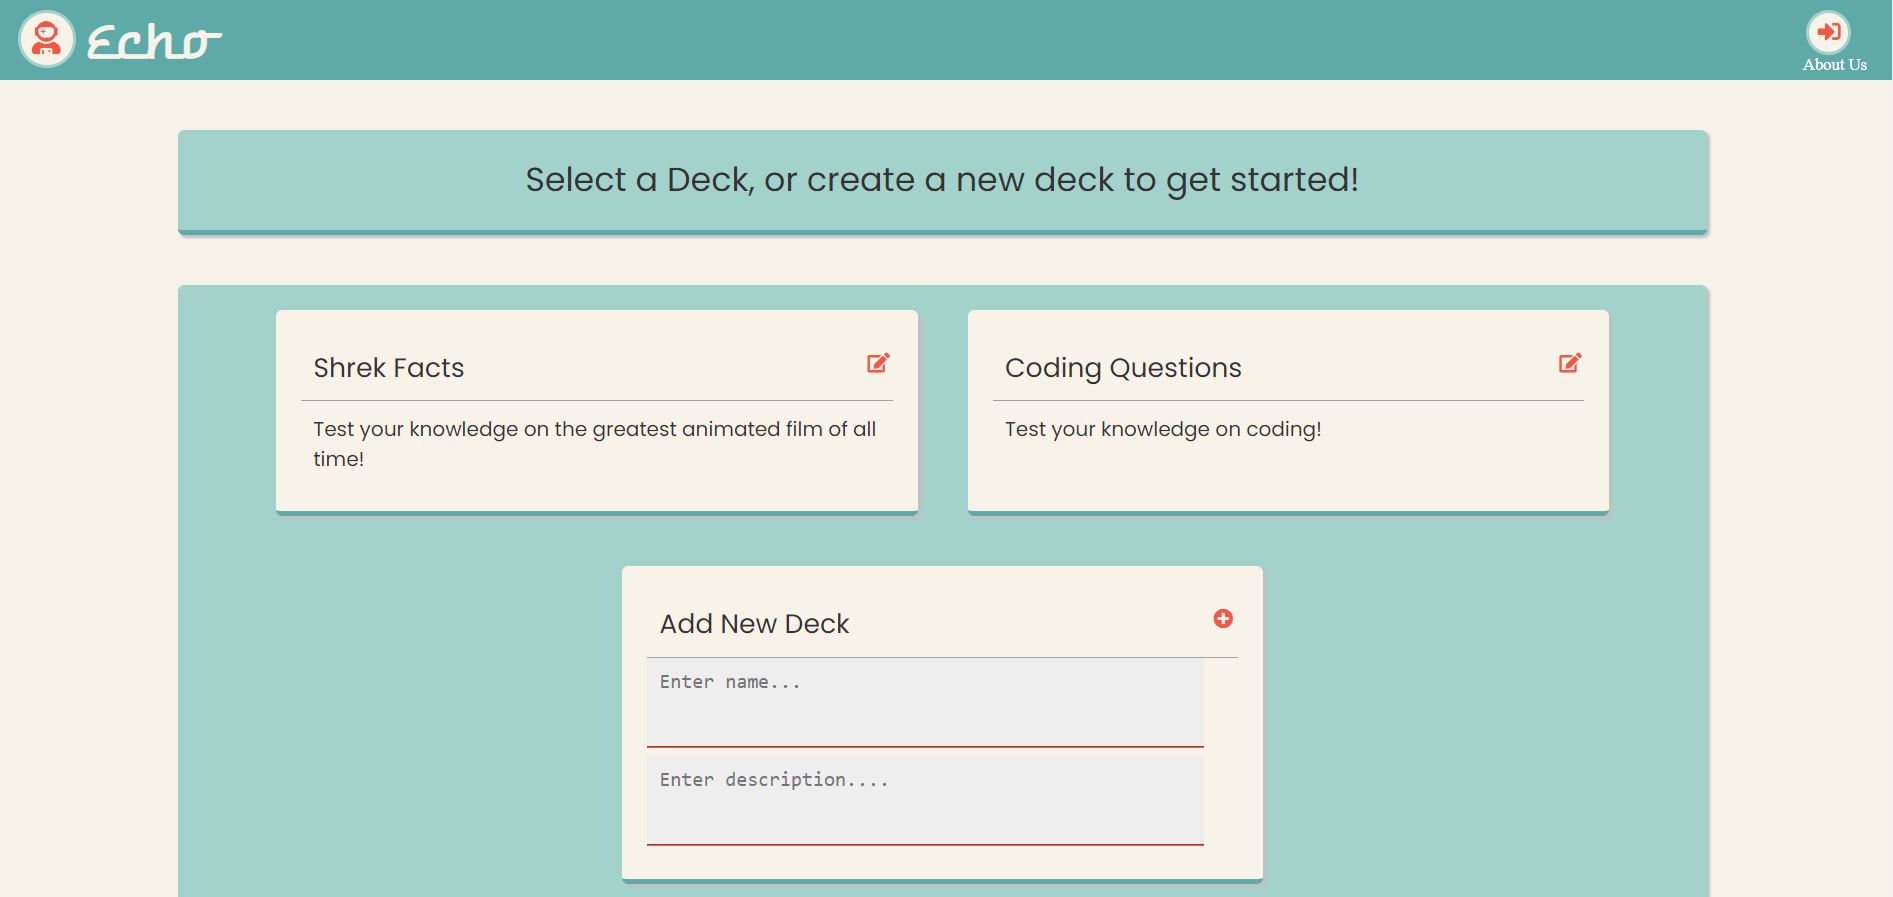 Echo
About Us
Select a Deck, or create a new deck to get started!
Shrek Facts
Test your knowledge on the greatest animated film of all
time!
Coding Questions
Test your knowledge on coding!
Add New Deck
Enter name...
Enter description....